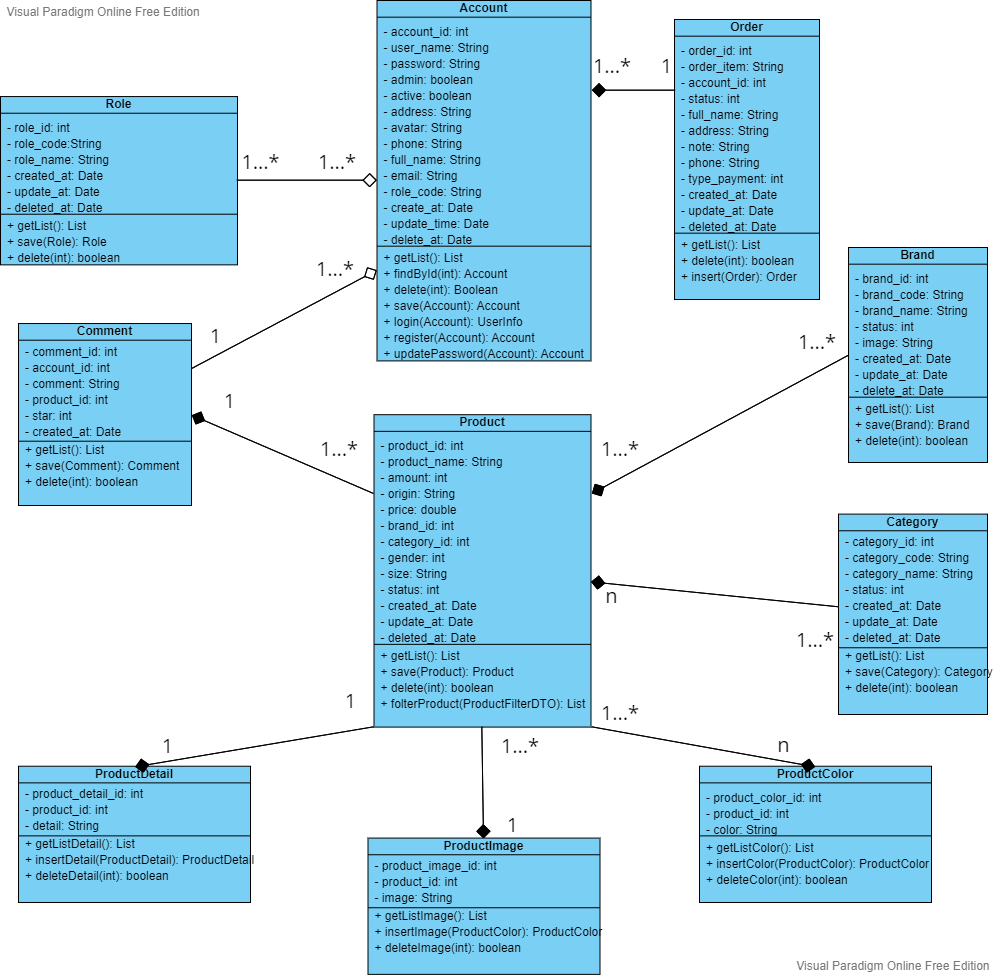 Visual Paradigm Online Free Edition
Account
- account_id: int
- user_name: String
- password: String
- admin: boolean
- active: boolean
- address: String
- avatar: String
- phone: String
- full_name: String
- email: String
- role_code: String
- create_at: Date
- update_time: Date
- delete_at: Date
+ getList(): List
+ findById(int): Account
+ delete(int): Boolean
+ save(Account): Account
+ login(Account): UserInfo
+ register(Account): Account
+ updatePassword(Account): Account
1...*
1
Order
- order_id: int
- order_item: String
- account_id: int
- status: int
- full_name: String
- address: String
- note: String
- phone: String
- type_payment: int
- created_at: Date
- update_at: Date
- deleted_at: Date
+ getList(): List
+ delete(int): boolean
+ insert(Order): Order
Role
- role_id: int
- role_code:String
- role_name: String
- created_at: Date
- update_at: Date
- deleted_at: Date
+ getList(): List
+ save(Role): Role
+ delete(int): boolean
1...*
1...*
1...*
1
Comment
- comment_id: int
- account_id: int
- comment: String
- product_id: int
- star: int
- created_at: Date
+ getList(): List
+ save(Comment): Comment
+ delete(int): boolean
1
1...*
Brand
- brand_id: int
- brand_code: String
- brand_name: String
- status: int
- image: String
- created_at: Date
- update_at: Date
- delete_at: Date
+ getList(): List
+ save(Brand): Brand
+ delete(int): boolean
1...*
1...*
Product
- product_id: int
- product_name: String
- amount: int
- origin: String
- price: double
- brand_id: int
- category_id: int
- gender: int
- size: String
- status: int
- created_at: Date
- update_at: Date
- deleted_at: Date
+ getList(): List
+ save(Product): Product
+ delete(int): boolean
+ folterProduct(ProductFilterDTO): List
n
1...*
Category
- category_id: int
- category_code: String
- category_name: String
- status: int
- created_at: Date
- update_at: Date
- deleted_at: Date
+ getList(): List
+ save(Category): Category
+ delete(int): boolean
1
1
1...*
1
1...*
n
ProductDetail
- product_detail_id: int
- product_id: int
- detail: String
+ getListDetail(): List
+ insertDetail(ProductDetail): ProductDetail
+ deleteDetail(int): boolean
ProductImage
- product_image_id: int
- product_id: int
- image: String
+ getListImage(): List
+ insertImage(ProductColor): ProductColor
+ deleteImage(int): boolean
ProductColor
- product_color_id: int
- product_id: int
- color: String
+ getListColor(): List
+ insertColor(ProductColor): ProductColor
+ deleteColor(int): boolean
Visual Paradigm Online Free Edition